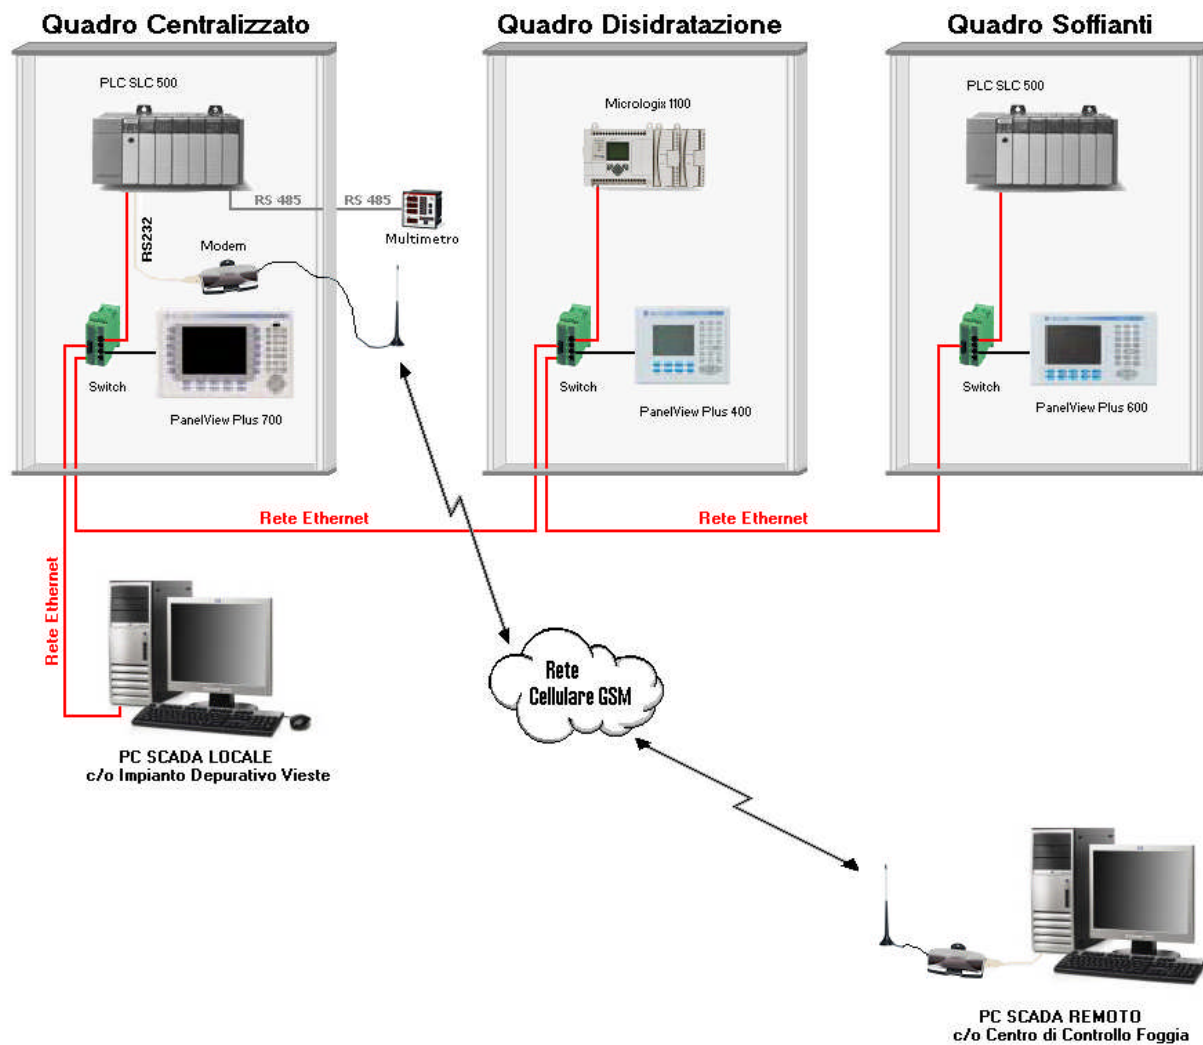 Quadro Centralizzato
Quadro Disidratazione
Quadro Soffianti
PLC SLC 500
Micrologix 1100
PLC SLC 500
RS 485
RS 485
RS232
Modem
Multimetro
Switch
PanelView Plus 700
Switch
PanelView Plus 400
Switch
PanelView Plus 600
Rete Ethernet
Rete Ethernet
Rete Ethernet
Rete
Cellulare GSM
PC SCADA LOCALE
c/o Impianto Depurativo Vieste
PC SCADA REMOTO
c/o Centro di Controllo Foggia